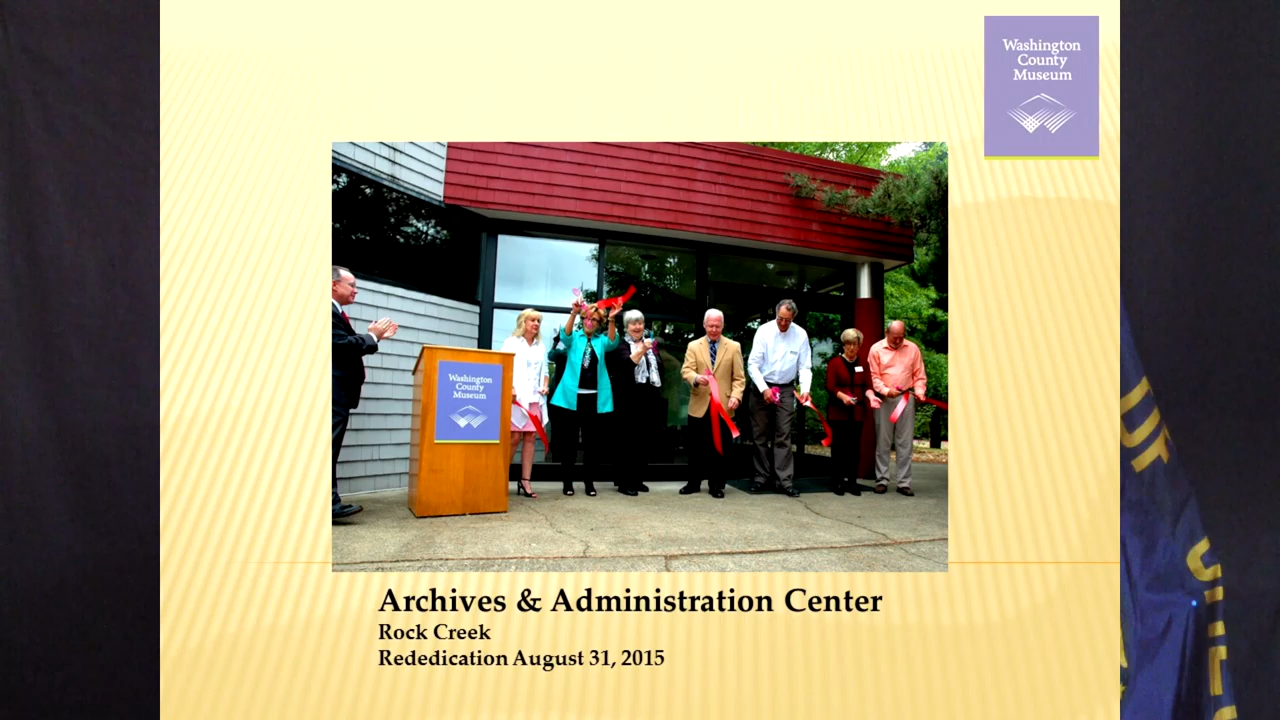 Washington
County
Museum
Washington
County
Museum
Archives & Administration Center
Rock Creek
Rededication August 31, 2015